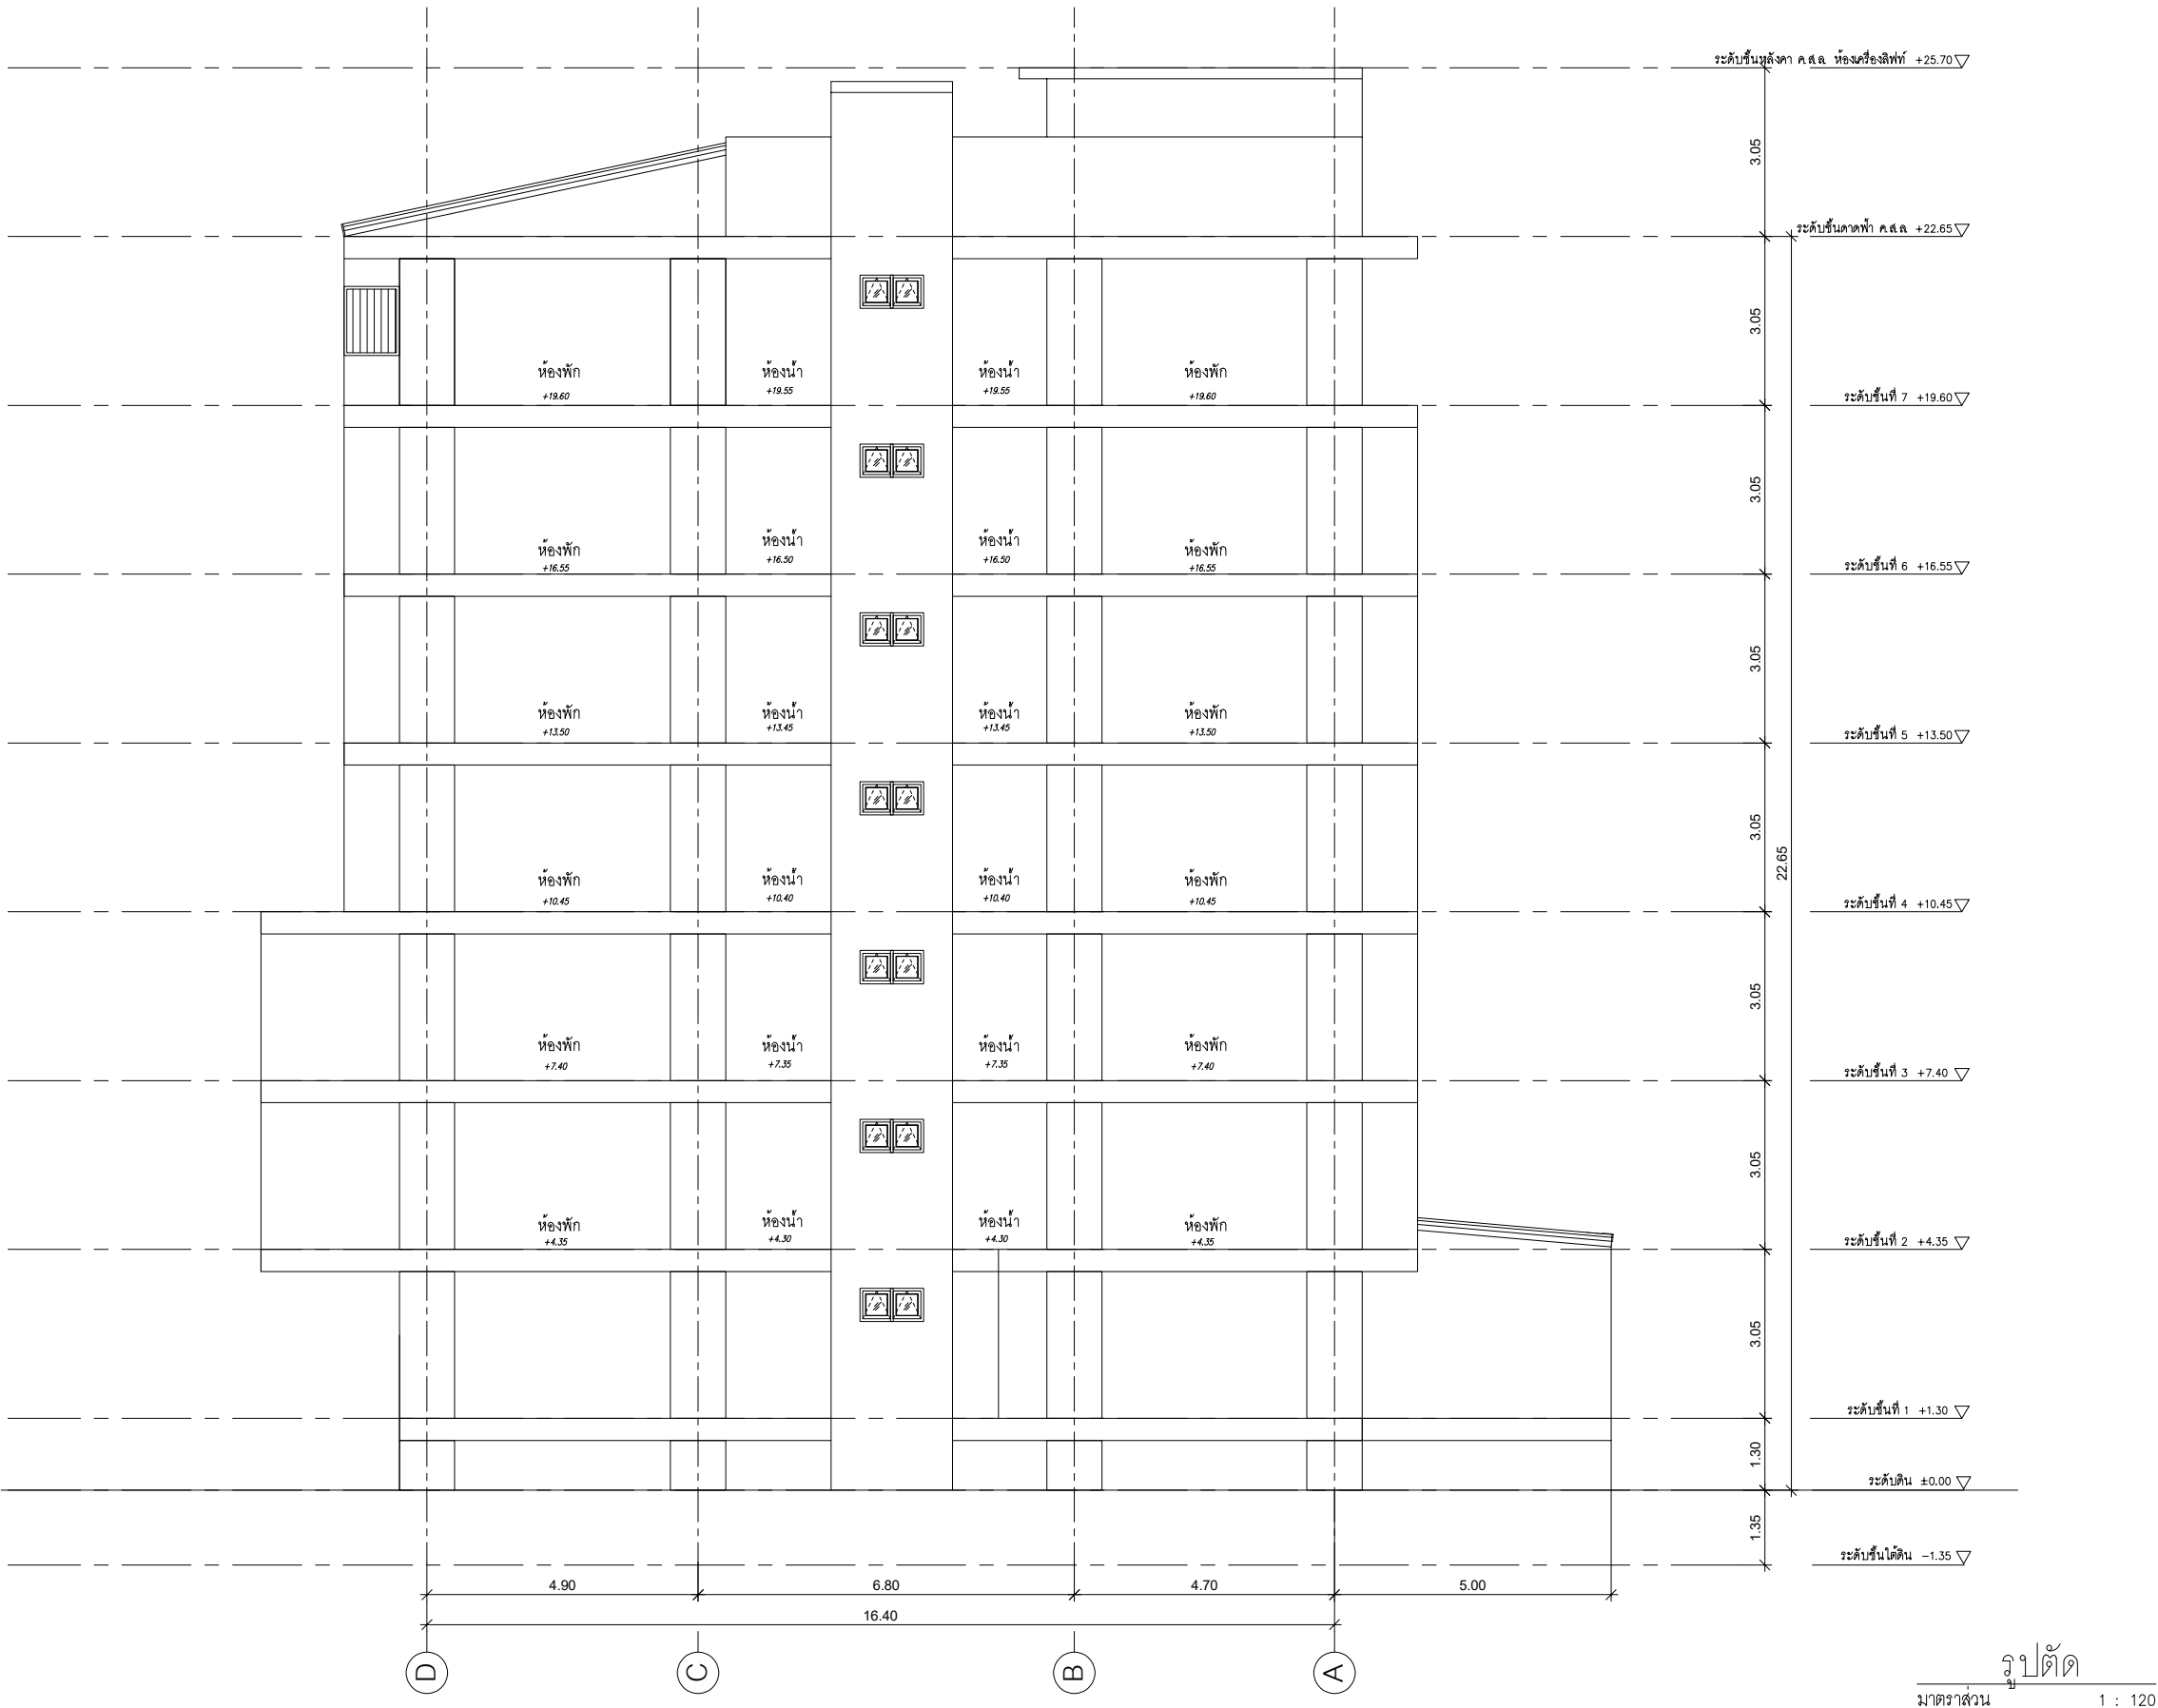 ระดับชั้นหลังคา ค.ส.ล. ห้องเครื่องลิฟท์ +25.70
3.05
ระดับชั้นดาดฟ้า ค.ส.ล. +22.65
3.05
ห้องพัก ห้องน้ำ ห้องน้ำ ห้องพัก
+19.60 +19.55 +19.55 +19.60
ระดับชั้นที่ 7 +19.60
3.05
ห้องพัก ห้องน้ำ ห้องน้ำ ห้องพัก
+16.55 +16.50 +16.50 +16.55
ระดับชั้นที่ 6 +16.55
3.05
ห้องพัก ห้องน้ำ ห้องน้ำ ห้องพัก
+13.50 +13.45 +13.45 +13.50
ระดับชั้นที่ 5 +13.50
3.05
22.65
ห้องพัก ห้องน้ำ ห้องน้ำ ห้องพัก
+10.45 +10.40 +10.40 +10.45
ระดับชั้นที่ 4 +10.45
3.05
ห้องพัก ห้องน้ำ ห้องน้ำ ห้องพัก
+7.40 +7.35 +7.35 +7.40
ระดับชั้นที่ 3 +7.40
3.05
ห้องพัก ห้องน้ำ ห้องน้ำ ห้องพัก
+4.35 +4.30 +4.30 +4.35
ระดับชั้นที่ 2 +4.35
3.05
ระดับชั้นที่ 1 +1.30
1.30
ระดับดิน ±0.00
1.35
ระดับชั้นใต้ดิน -1.35
4.90 6.80 4.70 5.00
16.40
D C B A
รูปตัด
มาตราส่วน 1 : 120